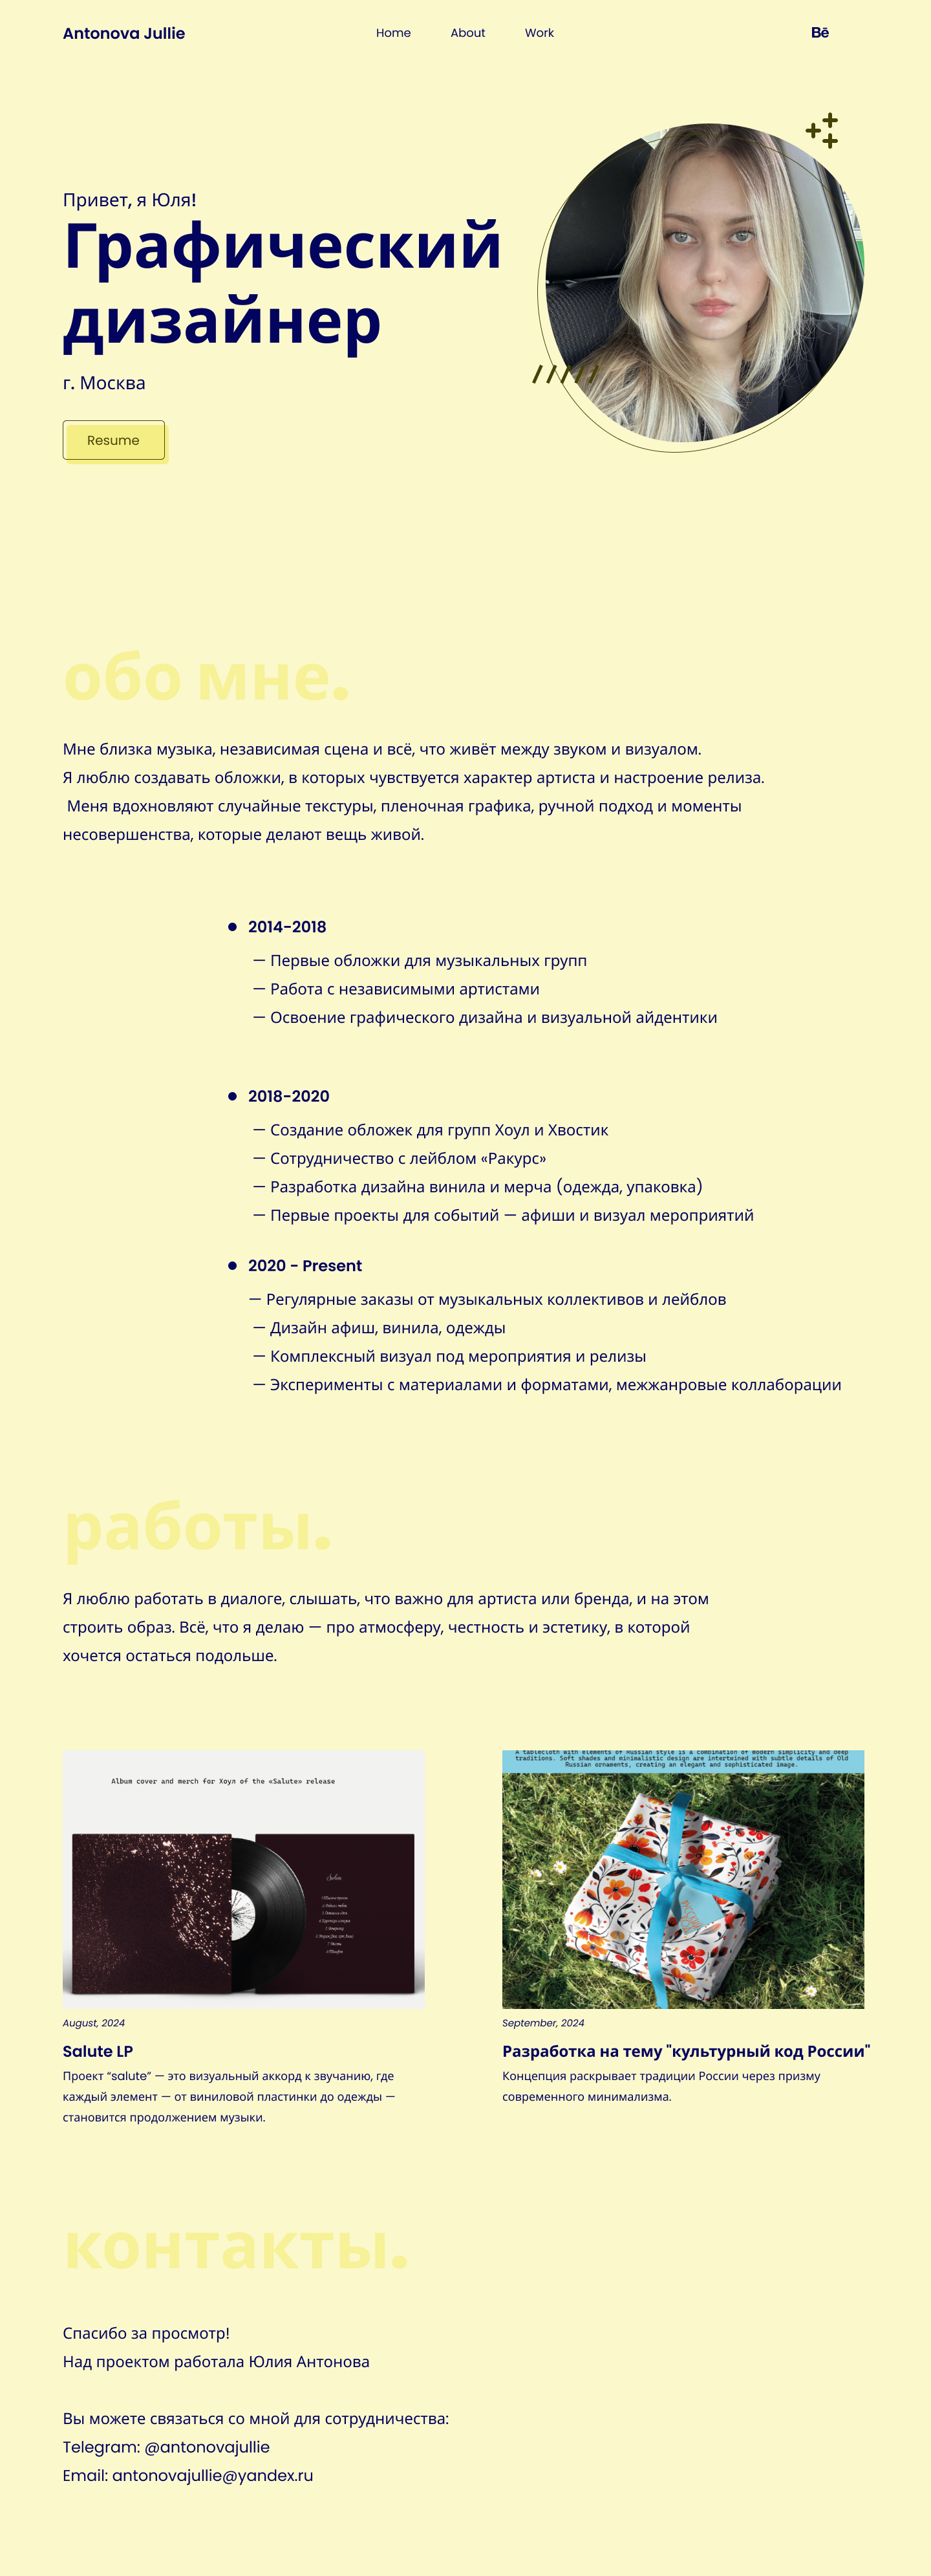 Antonova Jullie
Home About Work
Bē
Привет, я Юля!
Графический
дизайнер
г. Москва
Resume
обо мне.
Мне близка музыка, независимая сцена и всё, что живёт между звуком и визуалом.
Я люблю создавать обложки, в которых чувствуется характер артиста и настроение релиза.
Меня вдохновляют случайные текстуры, пленочная графика, ручной подход и моменты
несовершенства, которые делают вещь живой.
2014-2018
— Первые обложки для музыкальных групп
— Работа с независимыми артистами
— Освоение графического дизайна и визуальной айдентики
2018-2020
— Создание обложек для групп Хоул и Хвостик
— Сотрудничество с лейблом «Ракурс»
— Разработка дизайна винила и мерча (одежда, упаковка)
— Первые проекты для событий — афиши и визуал мероприятий
2020 - Present
— Регулярные заказы от музыкальных коллективов и лейблов
— Дизайн афиш, винила, одежды
— Комплексный визуал под мероприятия и релизы
— Эксперименты с материалами и форматами, межжанровые коллаборации
работы.
Я люблю работать в диалоге, слышать, что важно для артиста или бренда, и на этом
строить образ. Всё, что я делаю — про атмосферу, честность и эстетику, в которой
хочется остаться подольше.
Album cover and merch for Хоул of the «Salute» release
August, 2024
Salute LP
Проект “salute” — это визуальный аккорд к звучанию, где
каждый элемент — от виниловой пластинки до одежды —
становится продолжением музыки.
A tablecloth with elements of Russian style is a combination of modern simplicity and deep
traditions. Soft shades and minimalistic design are intertwined with subtle details of Old
Russian ornaments, creating an elegant and sophisticated image.
September, 2024
Разработка на тему "культурный код России"
Концепция раскрывает традиции России через призму
современного минимализма.
контакты.
Спасибо за просмотр!
Над проектом работала Юлия Антонова
Вы можете связаться со мной для сотрудничества:
Telegram: @antonovajullie
Email: antonovajullie@yandex.ru